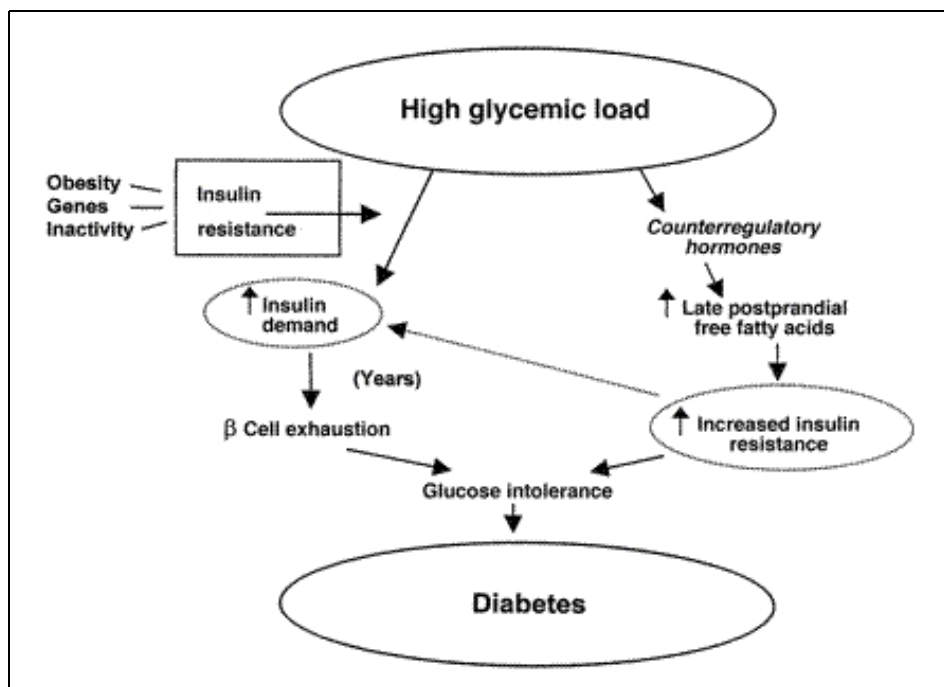 High glycemic load
Obesity
Genes
Inactivity
Insulin
resistance
Counterregulatory
hormones
↑ Insulin
demand
↑ Late postprandial
free fatty acids
(Years)
β Cell exhaustion
↑ Increased insulin
resistance
Glucose intolerance
Diabetes